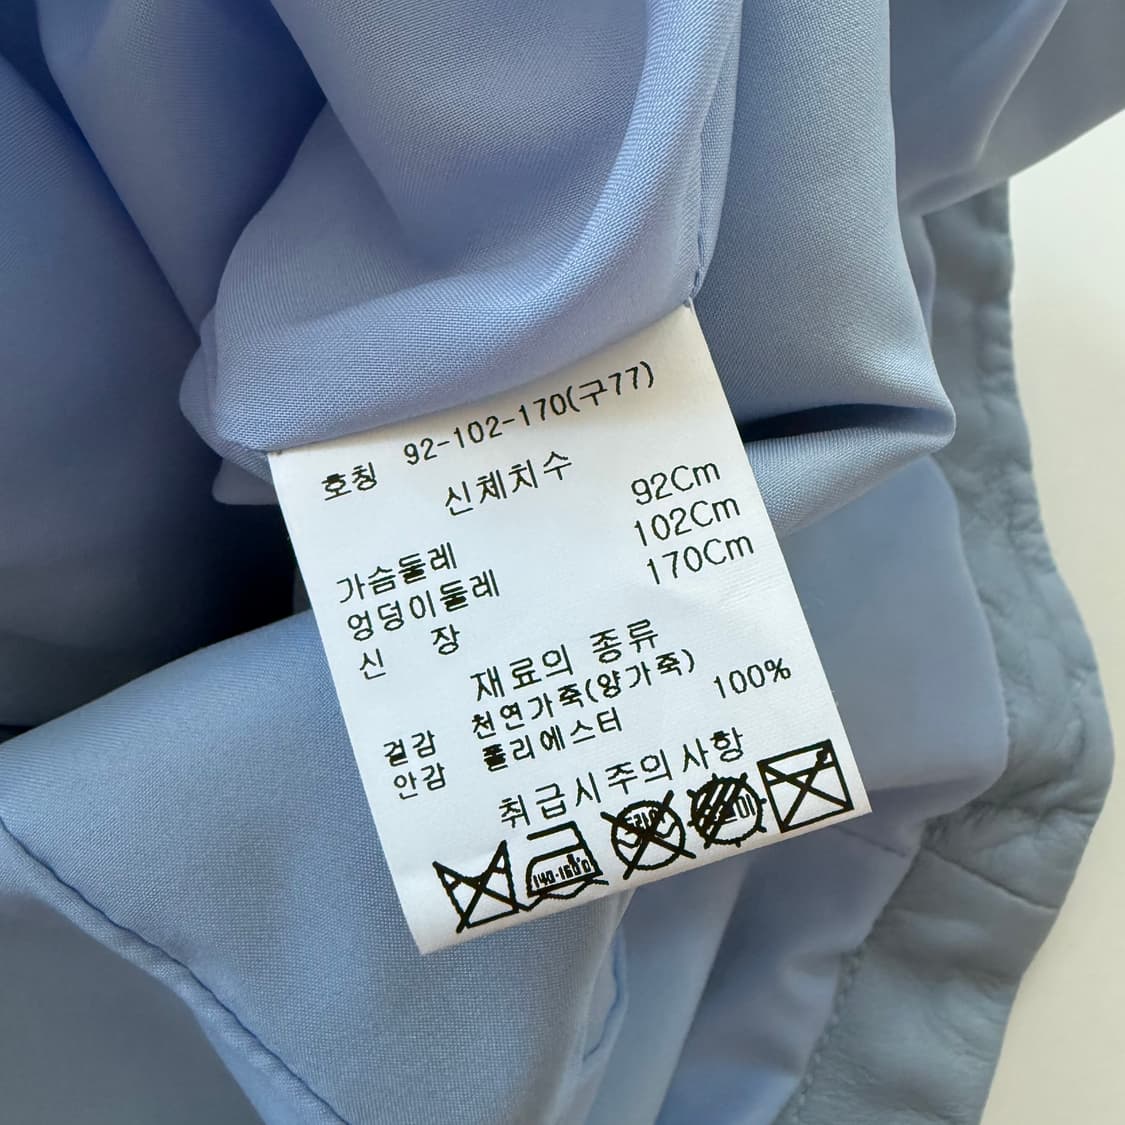 호칭 92-102-170(구77)
신체치수
가슴둘레 92Cm
엉덩이둘레 102Cm
신 장 170Cm
재료의 종류
겉감 천연가죽(양가죽)
안감 폴리에스터 100%
취급시주의사항
140-160℃